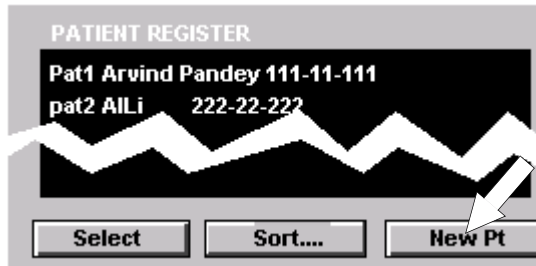 PATIENT REGISTER
Pat1 Arvind Pandey 111-11-111
pat2 AlLi 222-22-222
Select Sort.... New Pt